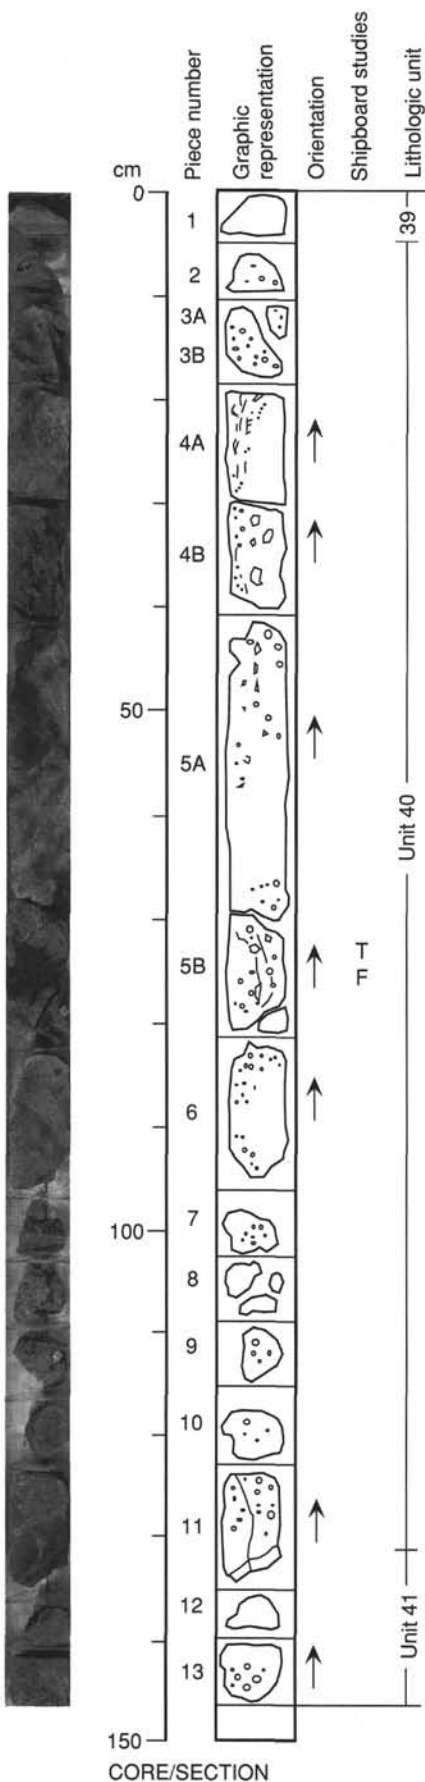 cm
Piece number
Graphic representation
Orientation
Shipboard studies
Lithologic unit
0
1
39
2
3A
3B
4A
4B
50
5A
Unit 40
5B
T
F
6
7
100
8
9
10
11
12
Unit 41
13
150
CORE/SECTION